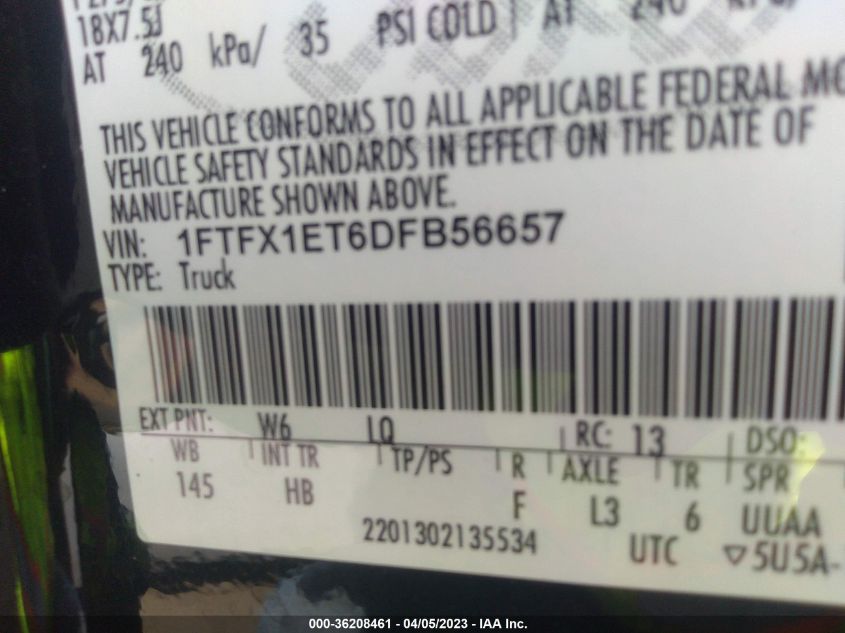 18X7.5J
AT 240 kPa/ 35 PSI COLD AT 240
THIS VEHICLE CONFORMS TO ALL APPLICABLE FEDERAL MO
VEHICLE SAFETY STANDARDS IN EFFECT ON THE DATE OF
MANUFACTURE SHOWN ABOVE.
VIN: 1FTFX1ET6DFB56657
TYPE: Truck
EXT PNT: W6 LQ RC: 13 DSO:
WB INT TR TP/PS R AXLE TR SPR
145 HB F L3 6 UUAA
2201302135534 UTC ▽5U5A-
000-36208461 - 04/05/2023 - IAA Inc.